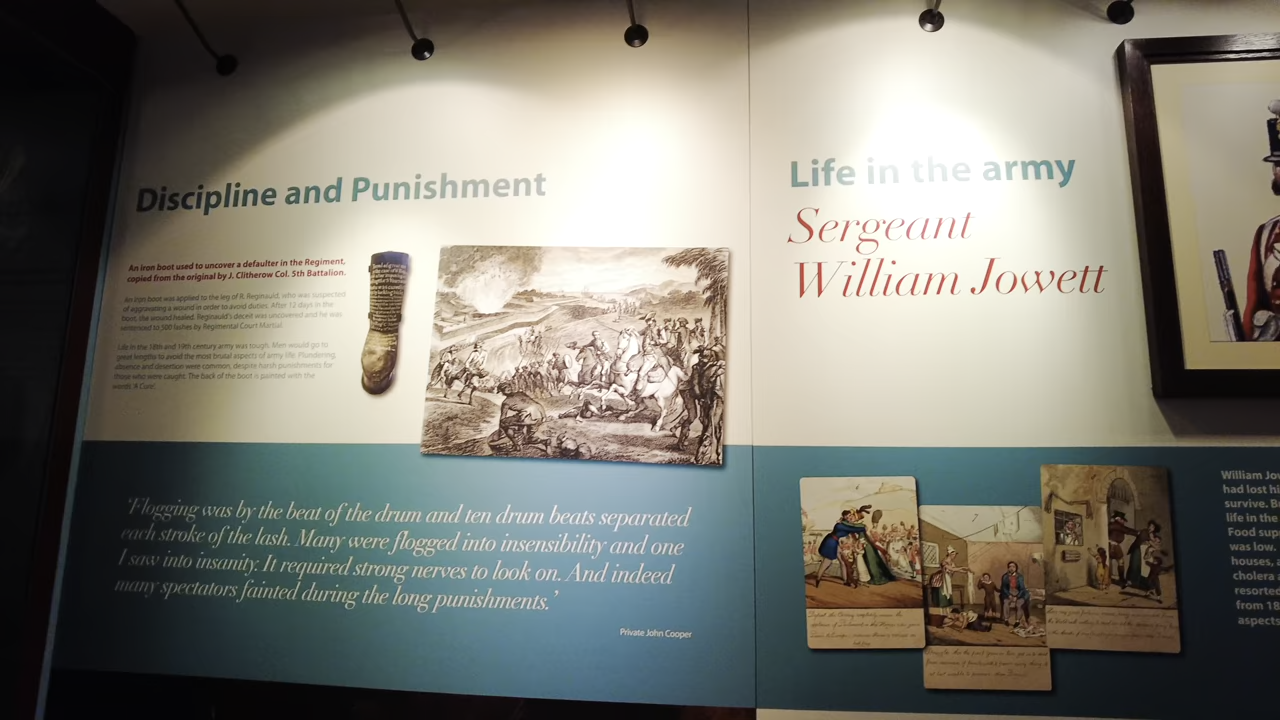 Discipline and Punishment
An iron boot used to uncover a defaulter in the Regiment,
copied from the original by J. Clitherow Col. 5th Battalion.
An iron boot was applied to the leg of R. Reginauld, who was suspected
of aggravating a wound in order to avoid duties. After 12 days in the
boot, the wound healed. Reginauld's deceit was uncovered and he was
sentenced to 500 lashes by Regimental Court Martial.
Life in the 18th and 19th century army was tough. Men would go to
great lengths to avoid the most brutal aspects of army life. Plundering,
absence and desertion were common, despite harsh punishments for
those who were caught. The back of the boot is painted with the
words 'A Cure'.
'Flogging was by the beat of the drum and ten drum beats separated
each stroke of the lash. Many were flogged into insensibility and one
I saw into insanity. It required strong nerves to look on. And indeed
many spectators fainted during the long punishments.'
Private John Cooper
Life in the army
Sergeant
William Jowett
William Jow
had lost hi
survive. B
life in the
Food sup
was low.
houses, a
cholera
resorted
from 18
aspects